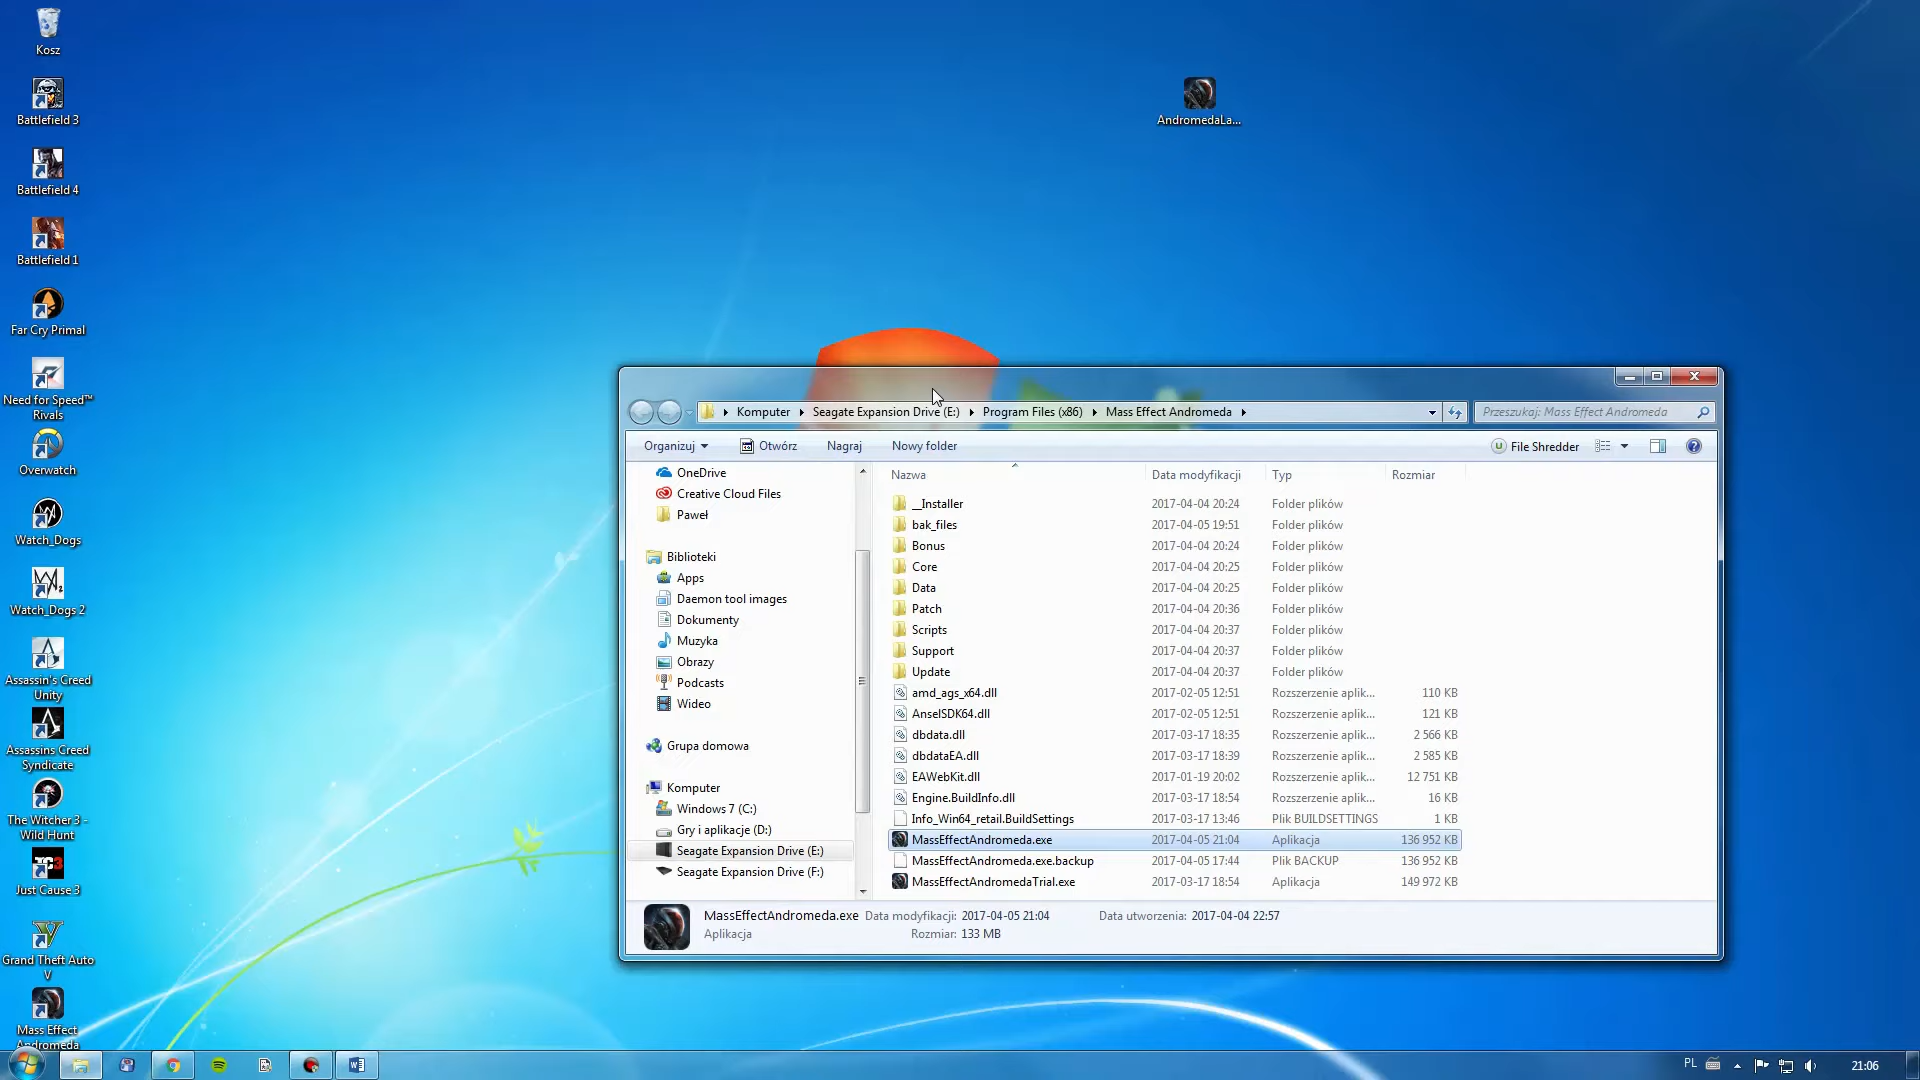 Kosz
Battlefield 3
Battlefield 4
Battlefield 1
Far Cry Primal
Need for Speed™
Rivals
Overwatch
Watch_Dogs
Watch_Dogs 2
Assassin's Creed
Unity
Assassins Creed
Syndicate
The Witcher 3 -
Wild Hunt
Just Cause 3
Grand Theft Auto
V
Mass Effect
Andromeda
AndromedaLa...
Komputer
Seagate Expansion Drive (E:)
Program Files (x86)
Mass Effect Andromeda
Przeszukaj: Mass Effect Andromeda
Organizuj
Otwórz
Nagraj
Nowy folder
File Shredder
OneDrive
Creative Cloud Files
Paweł
Biblioteki
Apps
Daemon tool images
Dokumenty
Muzyka
Obrazy
Podcasts
Wideo
Grupa domowa
Komputer
Windows 7 (C:)
Gry i aplikacje (D:)
Seagate Expansion Drive (E:)
Seagate Expansion Drive (F:)
Nazwa Data modyfikacji Typ Rozmiar
__Installer 2017-04-04 20:24 Folder plików
bak_files 2017-04-05 19:51 Folder plików
Bonus 2017-04-04 20:24 Folder plików
Core 2017-04-04 20:25 Folder plików
Data 2017-04-04 20:25 Folder plików
Patch 2017-04-04 20:36 Folder plików
Scripts 2017-04-04 20:37 Folder plików
Support 2017-04-04 20:37 Folder plików
Update 2017-04-04 20:37 Folder plików
amd_ags_x64.dll 2017-02-05 12:51 Rozszerzenie aplik... 110 KB
AnselSDK64.dll 2017-02-05 12:51 Rozszerzenie aplik... 121 KB
dbdata.dll 2017-03-17 18:35 Rozszerzenie aplik... 2 566 KB
dbdataEA.dll 2017-03-17 18:39 Rozszerzenie aplik... 2 585 KB
EAWebKit.dll 2017-01-19 20:02 Rozszerzenie aplik... 12 751 KB
Engine.BuildInfo.dll 2017-03-17 18:54 Rozszerzenie aplik... 16 KB
Info_Win64_retail.BuildSettings 2017-03-17 13:46 Plik BUILDSETTINGS 1 KB
MassEffectAndromeda.exe 2017-04-05 21:04 Aplikacja 136 952 KB
MassEffectAndromeda.exe.backup 2017-04-05 17:44 Plik BACKUP 136 952 KB
MassEffectAndromedaTrial.exe 2017-03-17 18:54 Aplikacja 149 972 KB
MassEffectAndromeda.exe Data modyfikacji: 2017-04-05 21:04 Data utworzenia: 2017-04-04 22:57
Aplikacja Rozmiar: 133 MB
PL
21:06